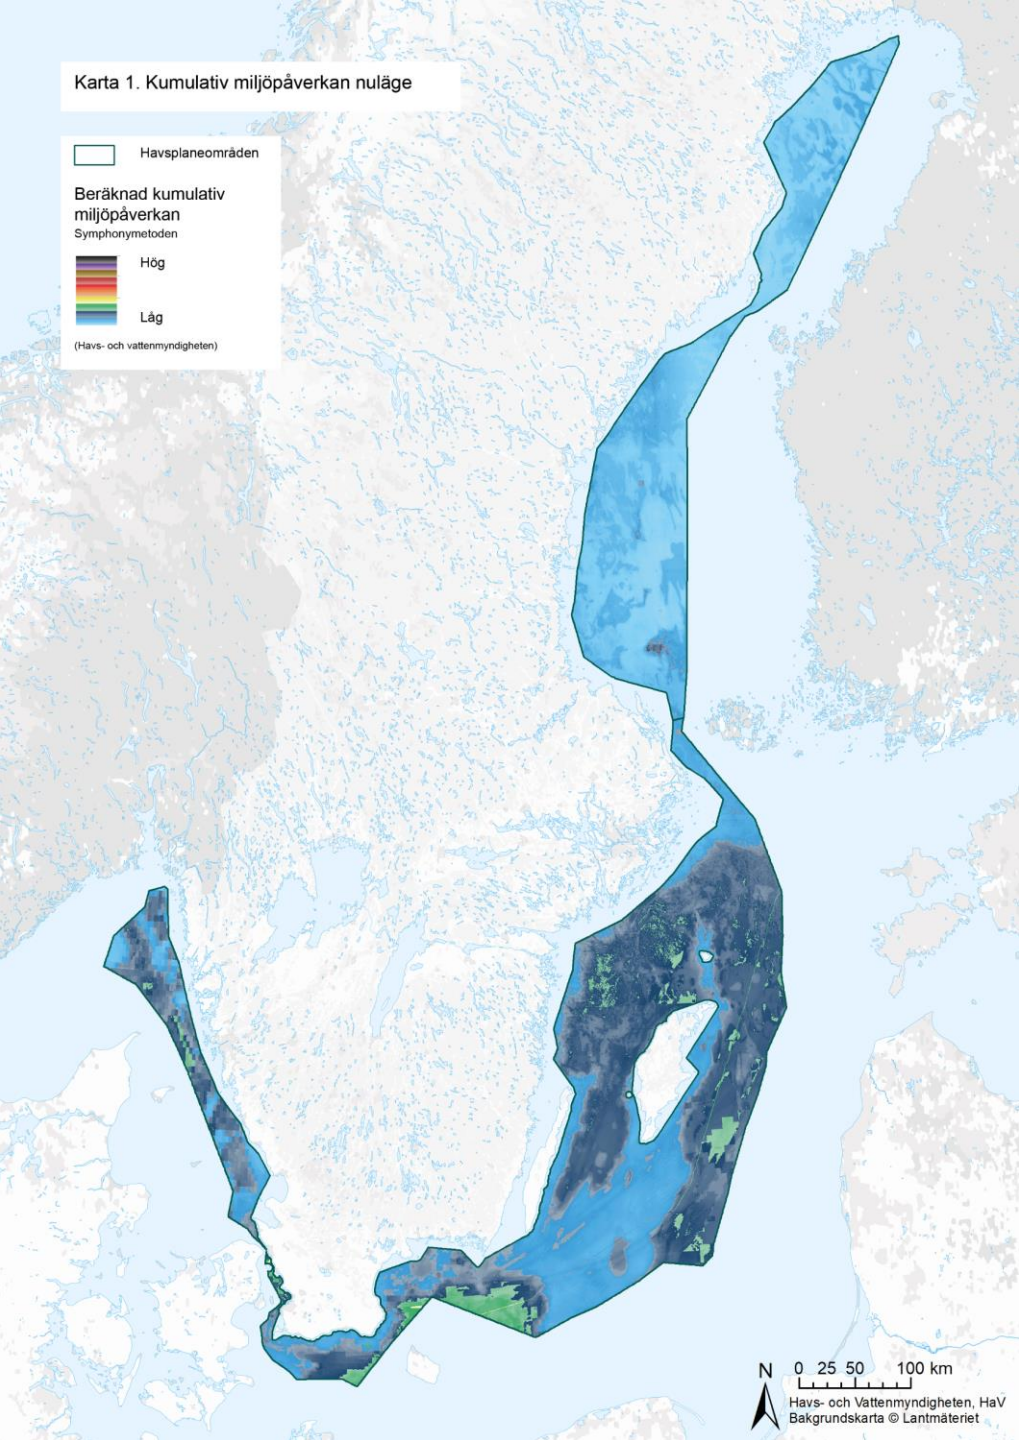 Karta 1. Kumulativ miljöpåverkan nuläge
Havsplaneområden
Beräknad kumulativ
miljöpåverkan
Symphonymetoden
Hög
Låg
(Havs- och vattenmyndigheten)
N
0 25 50 100 km
Havs- och Vattenmyndigheten, HaV
Bakgrundskarta © Lantmäteriet